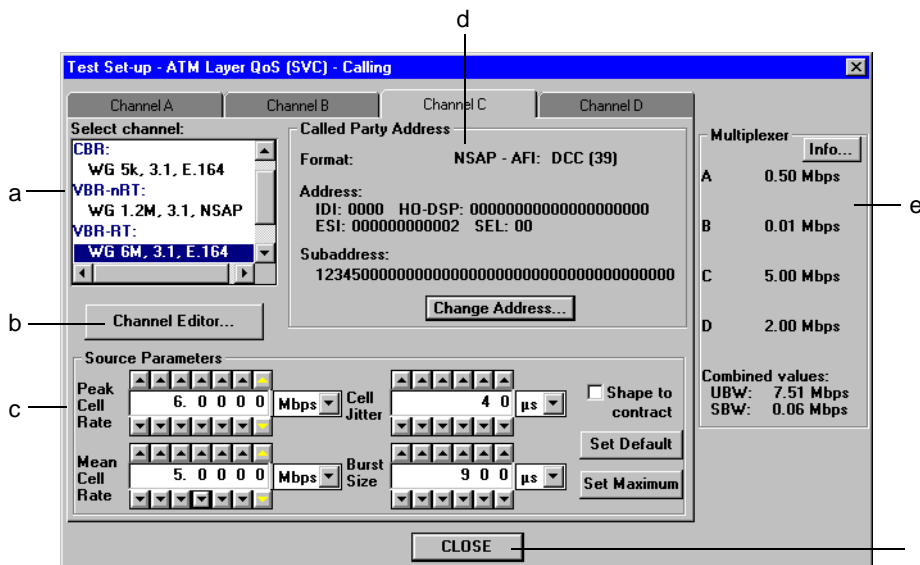 d
Test Set-up - ATM Layer QoS (SVC) - Calling
Channel A
Channel B
Channel C
Channel D
a
Select channel:
CBR:
WG 5k, 3.1, E.164
VBR-nRT:
WG 1.2M, 3.1, NSAP
VBR-RT:
WG 6M, 3.1, E.164
b
Channel Editor...
Called Party Address
Format: NSAP - AFI: DCC (39)
Address:
IDI: 0000 HO-DSP: 00000000000000000000
ESI: 000000000002 SEL: 00
Subaddress:
Change Address...
Multiplexer
Info...
A 0.50 Mbps
B 0.01 Mbps
C 5.00 Mbps
D 2.00 Mbps
Combined values:
UBW: 7.51 Mbps
SBW: 0.06 Mbps
e
c
Source Parameters
Peak Cell Rate
6. 0 0 0 0
Mbps
Cell Jitter
4 0
µs
Shape to contract
Mean Cell Rate
5. 0 0 0 0
Mbps
Burst Size
9 0 0
µs
Set Default
Set Maximum
CLOSE